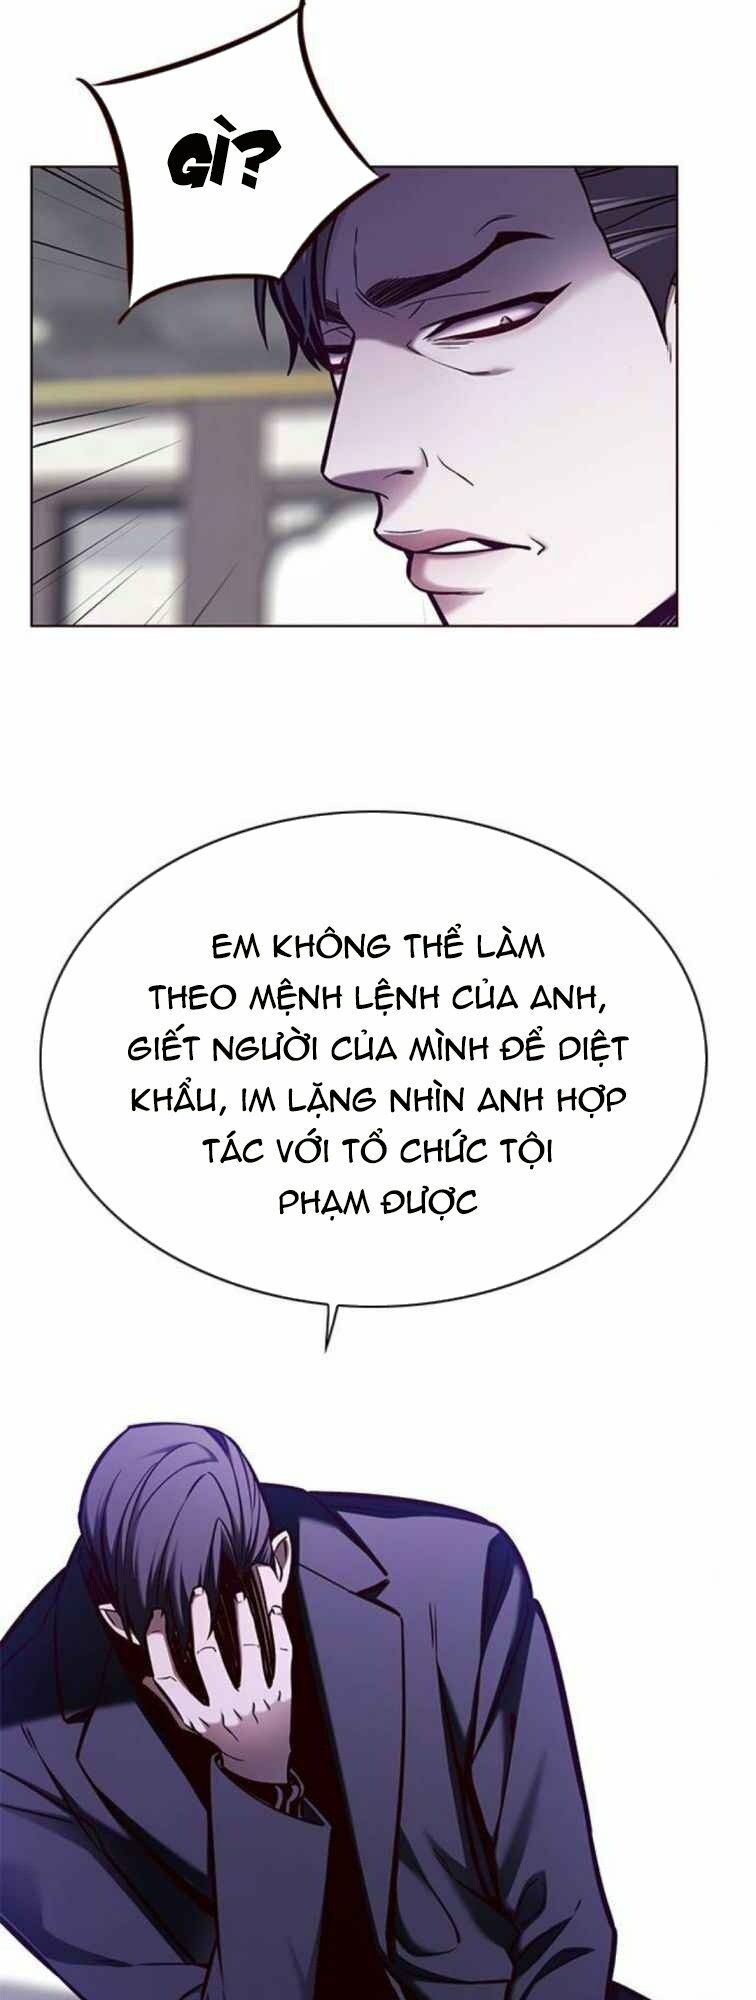 GÌ?
EM KHÔNG THỂ LÀM
THEO MỆNH LỆNH CỦA ANH,
GIẾT NGƯỜI CỦA MÌNH ĐỂ DIỆT
KHẨU, IM LẶNG NHÌN ANH HỢP
TÁC VỚI TỔ CHỨC TỘI
PHẠM ĐƯỢC